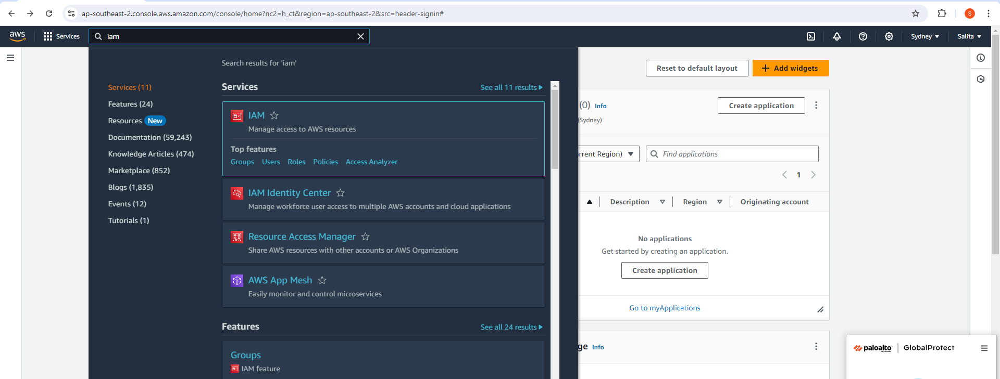 ap-southeast-2.console.aws.amazon.com/console/home?nc2=h_ct&region=ap-southeast-2&src=header-signin#
S
aws
Services
iam
Sydney
Salita
Search results for 'iam'
Services (11)
Features (24)
Resources New
Documentation (59,243)
Knowledge Articles (474)
Marketplace (852)
Blogs (1,835)
Events (12)
Tutorials (1)
Services
See all 11 results
IAM
Manage access to AWS resources
Top features
Groups Users Roles Policies Access Analyzer
IAM Identity Center
Manage workforce user access to multiple AWS accounts and cloud applications
Resource Access Manager
Share AWS resources with other accounts or AWS Organizations
AWS App Mesh
Easily monitor and control microservices
Features
See all 24 results
Groups
IAM feature
Reset to default layout
Add widgets
(0) Info
Create application
(Sydney)
rrent Region)
Find applications
1
Description
Region
Originating account
No applications
Get started by creating an application.
Create application
Go to myApplications
ge Info
paloalto
NETWORKS
GlobalProtect